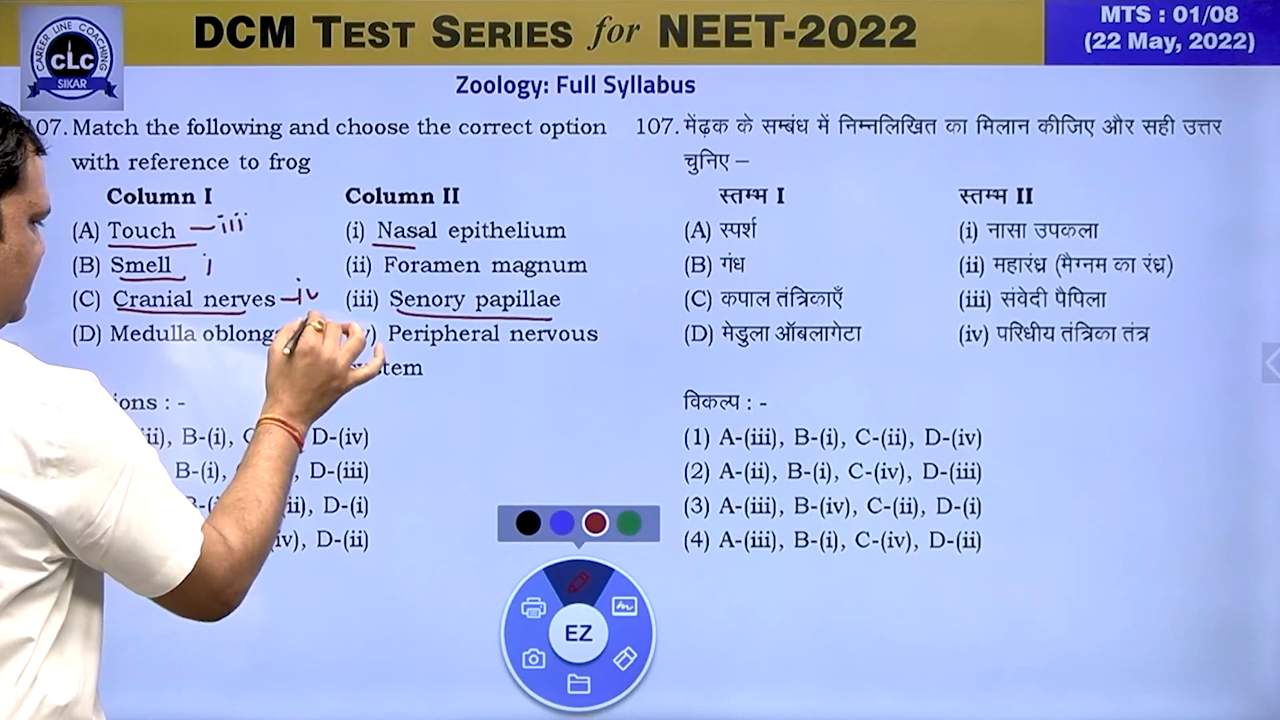 DCM TEST SERIES for NEET-2022
MTS : 01/08
(22 May, 2022)
CAREER LINE COACHING
CLC
SIKAR
Zoology: Full Syllabus
07. Match the following and choose the correct option
with reference to frog
Column I Column II
(A) Touch – iii (i) Nasal epithelium
(B) Smell i (ii) Foramen magnum
(C) Cranial nerves – iv (iii) Senory papillae
(D) Medulla oblong v) Peripheral nervous
stem
ions : -
ii), B-(i), D-(iv)
B-(i), D-(iii)
ii), D-(i)
iv), D-(ii)
107. मेंढ़क के सम्बंध में निम्नलिखित का मिलान कीजिए और सही उत्तर
चुनिए –
स्तम्भ I स्तम्भ II
(A) स्पर्श (i) नासा उपकला
(B) गंध (ii) महारंध्र (मैग्नम का रंध्र)
(C) कपाल तंत्रिकाएँ (iii) संवेदी पैपिला
(D) मेडुला ऑबलागेटा (iv) परिधीय तंत्रिका तंत्र
विकल्प : -
(1) A-(iii), B-(i), C-(ii), D-(iv)
(2) A-(ii), B-(i), C-(iv), D-(iii)
(3) A-(iii), B-(iv), C-(ii), D-(i)
(4) A-(iii), B-(i), C-(iv), D-(ii)
EZ